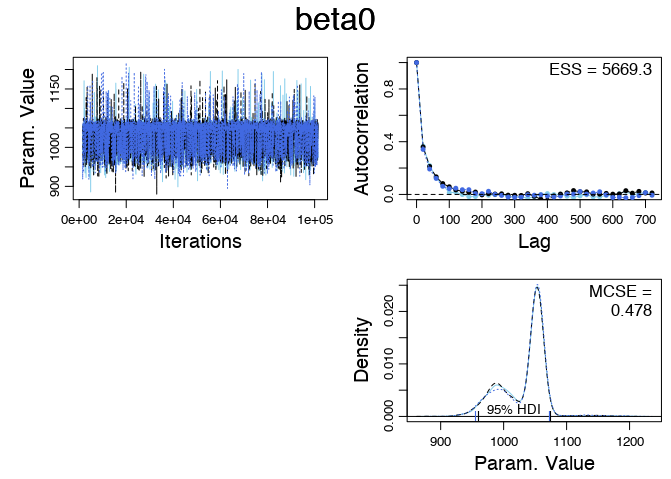 beta0
Param. Value
900 1000 1150
0e+00 2e+04 4e+04 6e+04 8e+04 1e+05
Iterations
Autocorrelation
0.0 0.4 0.8
ESS = 5669.3
0 100 200 300 400 500 600 700
Lag
Density
0.000 0.010 0.020
MCSE =
0.478
95% HDI
900 1000 1100 1200
Param. Value